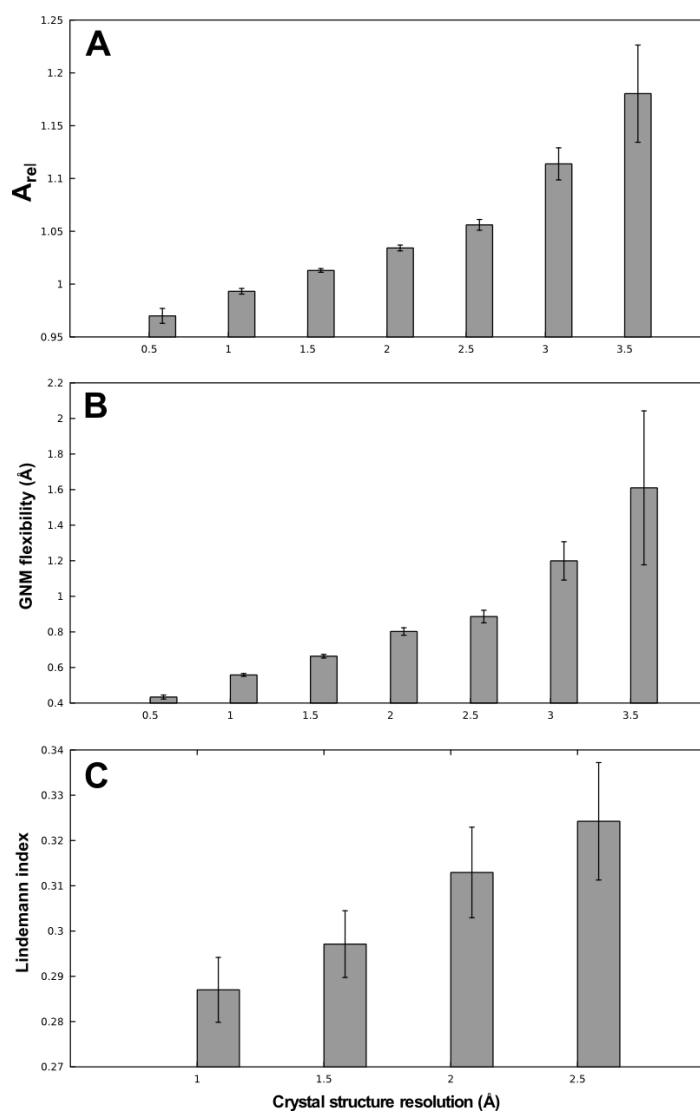 A
1.25
1.2
1.15
1.1
1.05
1
0.95
Arel
0.5 1 1.5 2 2.5 3 3.5
B
2.2
2
1.8
1.6
1.4
1.2
1
0.8
0.6
0.4
GNM flexibility (Å)
0.5 1 1.5 2 2.5 3 3.5
C
0.34
0.33
0.32
0.31
0.3
0.29
0.28
0.27
Lindemann index
1 1.5 2 2.5
Crystal structure resolution (Å)